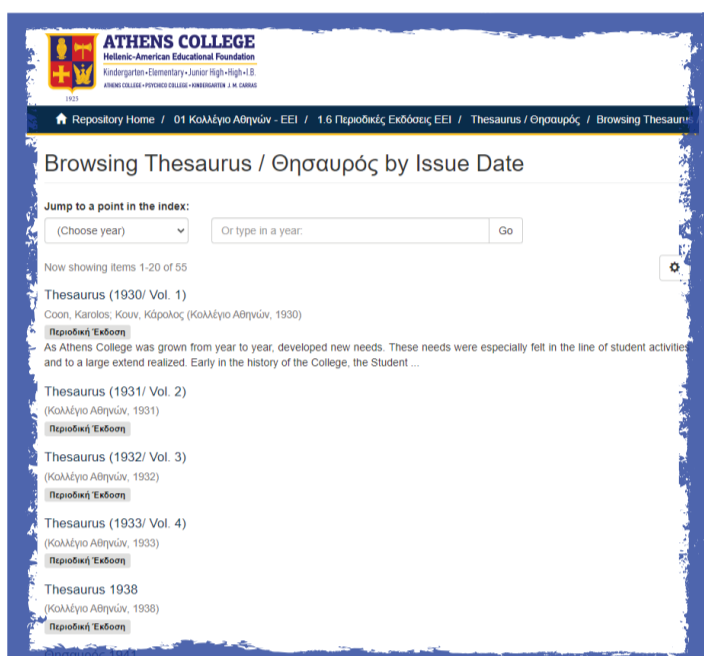 ATHENS COLLEGE
Hellenic-American Educational Foundation
Kindergarten • Elementary • Junior High • High • I.B.
ATHENS COLLEGE • PSYCHICO COLLEGE • KINDERGARTEN J. M. CARRAS
1925
Repository Home / 01 Κολλέγιο Αθηνών - ΕΕΙ / 1.6 Περιοδικές Εκδόσεις ΕΕΙ / Thesaurus / Θησαυρός / Browsing Thesauru
Browsing Thesaurus / Θησαυρός by Issue Date
Jump to a point in the index:
(Choose year) Or type in a year: Go
Now showing items 1-20 of 55
Thesaurus (1930/ Vol. 1)
Coon, Karolos; Κουν, Κάρολος (Κολλέγιο Αθηνών, 1930)
Περιοδική Έκδοση
As Athens College was grown from year to year, developed new needs. These needs were especially felt in the line of student activities
and to a large extend realized. Early in the history of the College, the Student ...
Thesaurus (1931/ Vol. 2)
(Κολλέγιο Αθηνών, 1931)
Περιοδική Έκδοση
Thesaurus (1932/ Vol. 3)
(Κολλέγιο Αθηνών, 1932)
Περιοδική Έκδοση
Thesaurus (1933/ Vol. 4)
(Κολλέγιο Αθηνών, 1933)
Περιοδική Έκδοση
Thesaurus 1938
(Κολλέγιο Αθηνών, 1938)
Περιοδική Έκδοση